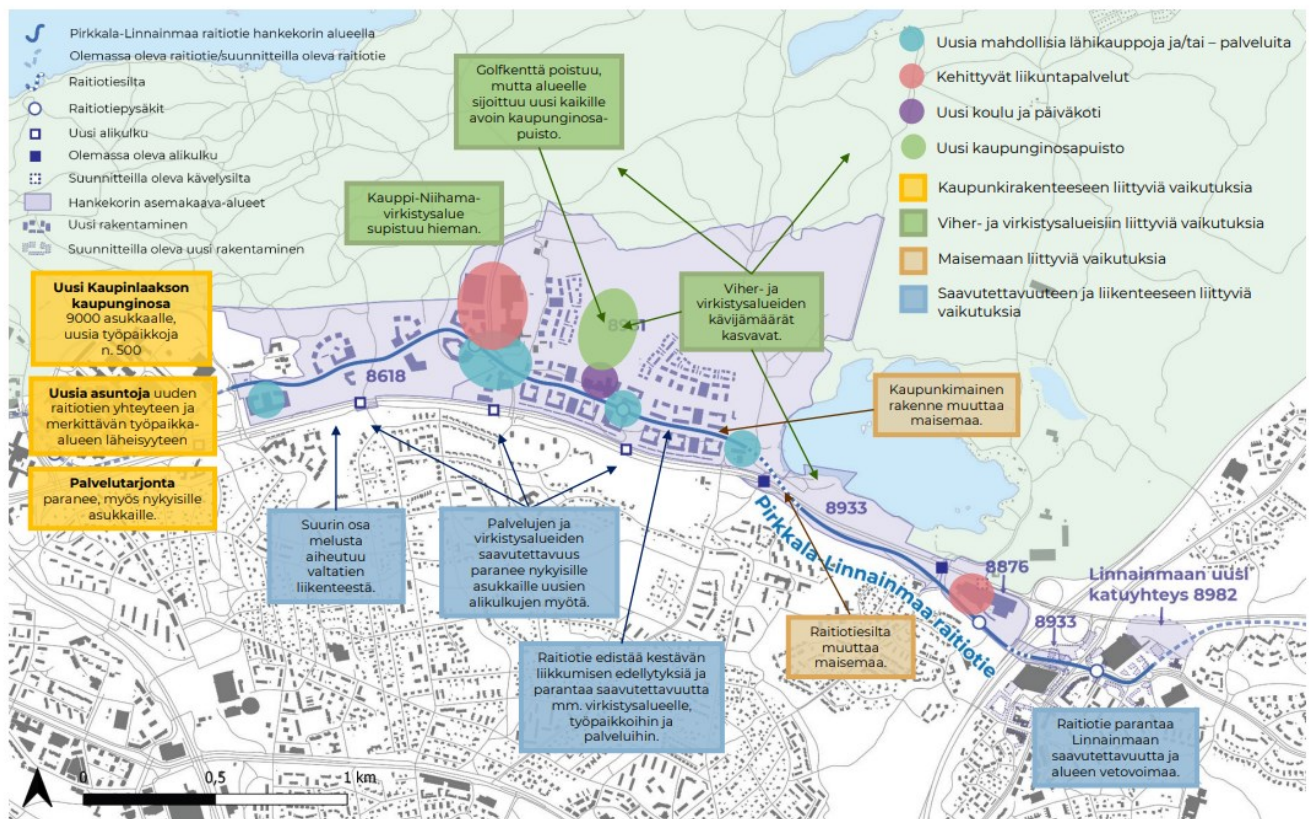 Pirkkala-Linnainmaa raitiotie hankekorin alueella
Olemassa oleva raitiotie/suunnitteilla oleva raitiotie
Raitiotiesilta
Raitiotiepysäkit
Uusi alikulku
Olemassa oleva alikulku
Suunnitteilla oleva kävelysilta
Hankekorin asemakaava-alueet
Uusi rakentaminen
Suunnitteilla oleva uusi rakentaminen
Uusia mahdollisia lähikauppoja ja/tai – palveluita
Kehittyvät liikuntapalvelut
Uusi koulu ja päiväkoti
Uusi kaupunginosapuisto
Kaupunkirakenteeseen liittyviä vaikutuksia
Viher- ja virkistysalueisiin liittyviä vaikutuksia
Maisemaan liittyviä vaikutuksia
Saavutettavuuteen ja liikenteeseen liittyviä
vaikutuksia
Golfkenttä poistuu,
mutta alueelle
sijoittuu uusi kaikille
avoin kaupunginosa-
puisto.
Kauppi-Niihama-
virkistysalue
supistuu hieman.
Uusi Kaupinlaakson
kaupunginosa
9000 asukkaalle,
uusia työpaikkoja
n. 500
Uusia asuntoja uuden
raitiotien yhteyteen ja
merkittävän työpaikka-
alueen läheisyyteen
Palvelutarjonta
paranee, myös nykyisille
asukkaille.
8618
Viher- ja
virkistysalueiden
kävijämäärät
kasvavat.
Kaupunkimainen
rakenne muuttaa
maisemaa.
Suurin osa
melusta
aiheutuu
valtatien
liikenteestä.
Palvelujen ja
virkistysalueiden
saavutettavuus
paranee nykyisille
asukkaille uusien
alikulkujen myötä.
Raitiotie edistää kestävän
liikkumisen edellytyksiä ja
parantaa saavutettavuutta
mm. virkistysalueelle,
työpaikkoihin ja
palveluihin.
Raitiotiesilta
muuttaa
maisemaa.
Pirkkala-Linnainmaa raitiotie
8933
8876
Linnainmaan uusi
katuyhteys 8982
8933
Raitiotie parantaa
Linnainmaan
saavutettavuutta ja
alueen vetovoimaa.
0 0,5 1 km